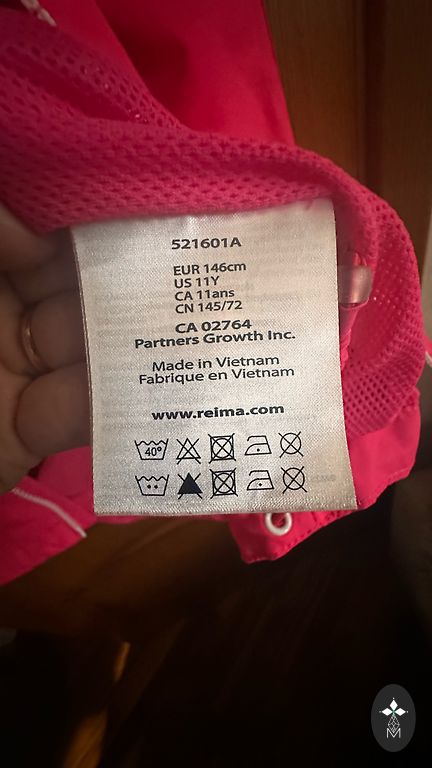 521601A
EUR 146cm
US 11Y
CA 11ans
CN 145/72
CA 02764
Partners Growth Inc.
Made in Vietnam
Fabrique en Vietnam
www.reima.com
40°
M